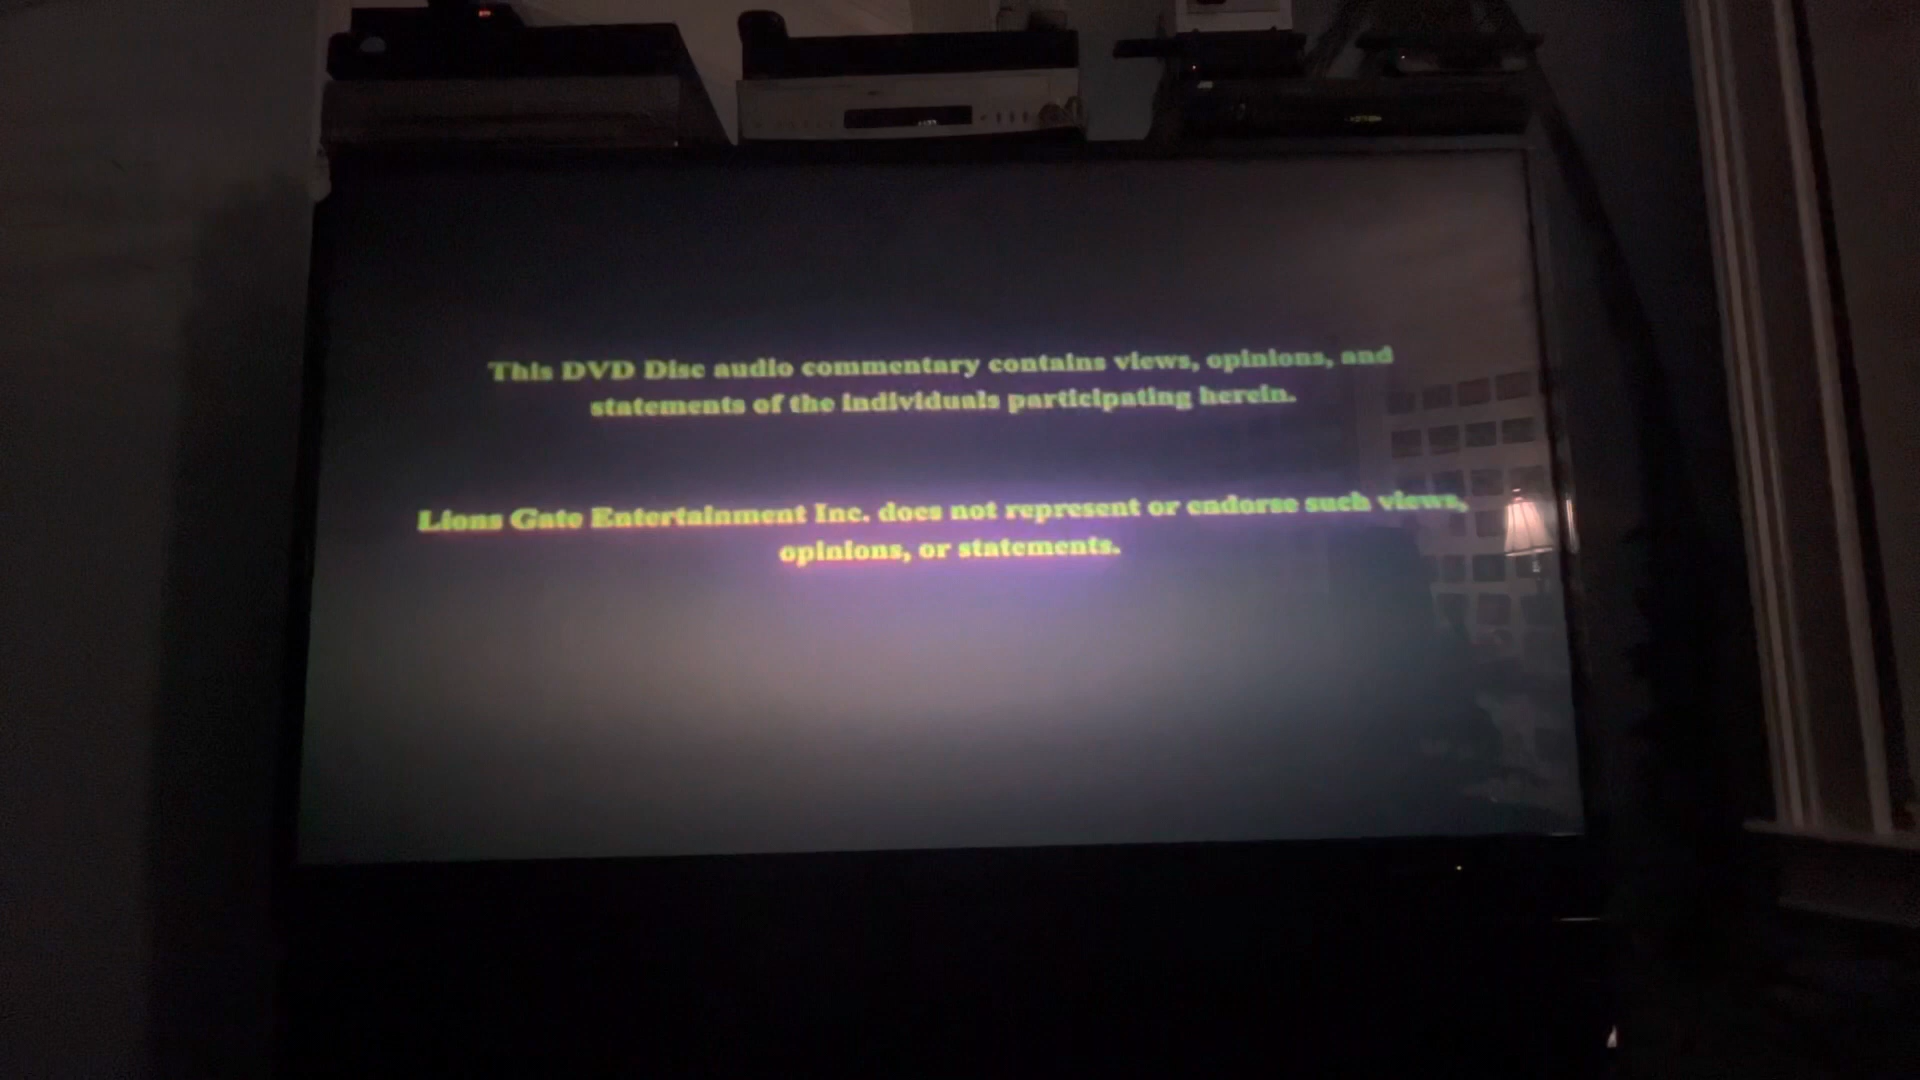 This DVD Disc audio commentary contains views, opinions, and
statements of the individuals participating herein.
Lions Gate Entertainment Inc. does not represent or endorse such views,
opinions, or statements.